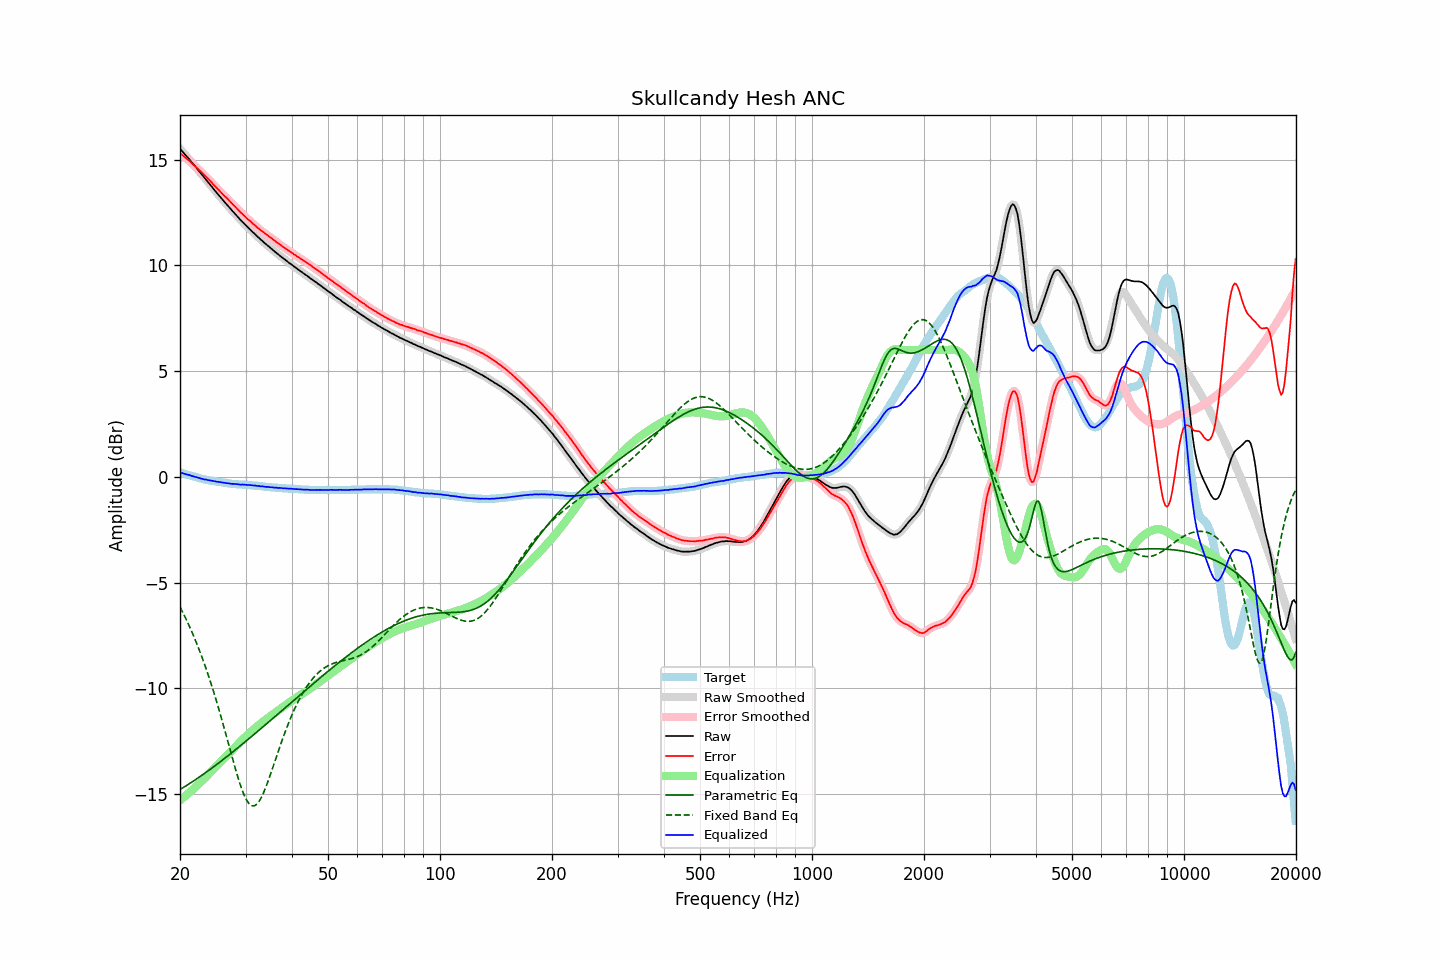 Skullcandy Hesh ANC
Amplitude (dBr)
15
10
5
0
−5
−10
−15
20
50
100
200
500
1000
2000
5000
10000
20000
Frequency (Hz)
Target
Raw Smoothed
Error Smoothed
Raw
Error
Equalization
Parametric Eq
Fixed Band Eq
Equalized